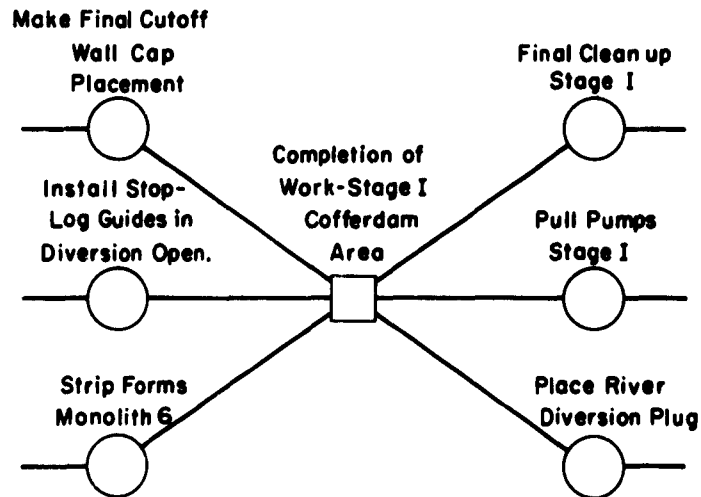 Make Final Cutoff
Wall Cap
Placement
Final Clean up
Stage I
Completion of
Work-Stage I
Cofferdam
Area
Install Stop-
Log Guides in
Diversion Open.
Pull Pumps
Stage I
Strip Forms
Monolith 6
Place River
Diversion Plug